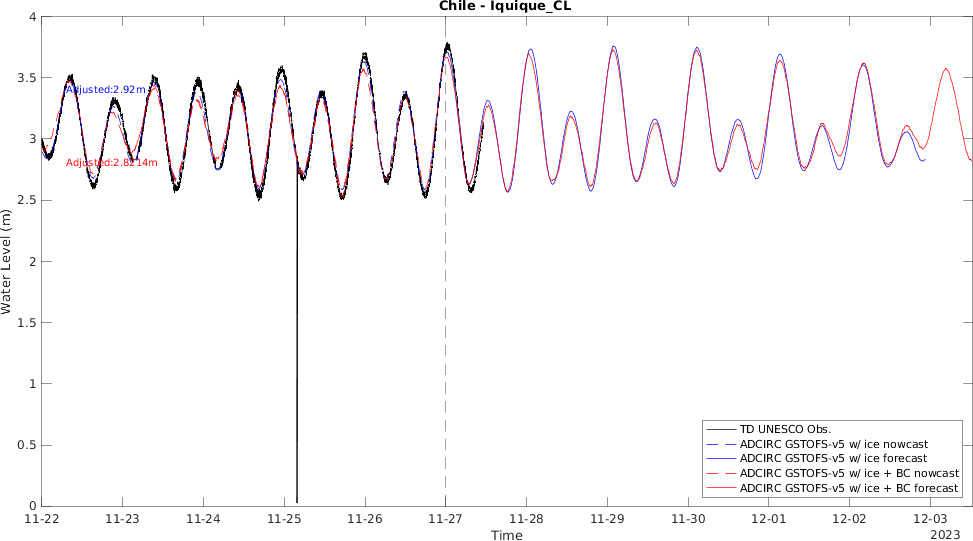 Chile - Iquique_CL
4
3.5
3
2.5
2
1.5
1
0.5
0
Water Level (m)
Adjusted:2.92m
Adjusted:2.8214m
TD UNESCO Obs.
ADCIRC GSTOFS-v5 w/ ice nowcast
ADCIRC GSTOFS-v5 w/ ice forecast
ADCIRC GSTOFS-v5 w/ ice + BC nowcast
ADCIRC GSTOFS-v5 w/ ice + BC forecast
11-22 11-23 11-24 11-25 11-26 11-27 11-28 11-29 11-30 12-01 12-02 12-03
Time
2023